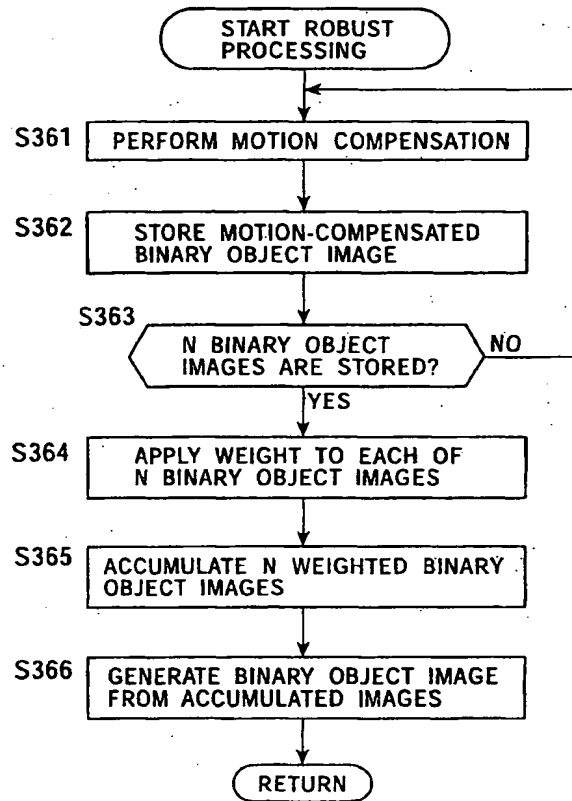 START ROBUST
PROCESSING
S361
PERFORM MOTION COMPENSATION
S362
STORE MOTION-COMPENSATED
BINARY OBJECT IMAGE
S363
N BINARY OBJECT
IMAGES ARE STORED?
NO
YES
S364
APPLY WEIGHT TO EACH OF
N BINARY OBJECT IMAGES
S365
ACCUMULATE N WEIGHTED BINARY
OBJECT IMAGES
S366
GENERATE BINARY OBJECT IMAGE
FROM ACCUMULATED IMAGES
RETURN